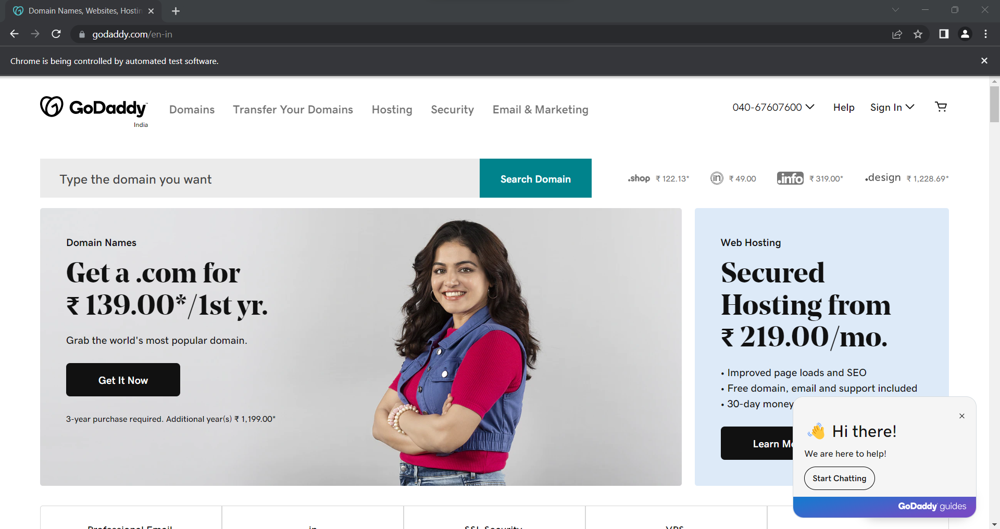 Domain Names, Websites, Hostin
godaddy.com/en-in
Chrome is being controlled by automated test software.
GoDaddy
India
Domains
Transfer Your Domains
Hosting
Security
Email & Marketing
040-67607600
Help
Sign In
Type the domain you want
Search Domain
.shop ₹ 122.13*
in ₹ 49.00
.info ₹ 319.00*
.design ₹ 1,228.69*
Domain Names
Get a .com for
₹ 139.00*/1st yr.
Grab the world's most popular domain.
Get It Now
3-year purchase required. Additional year(s) ₹ 1,199.00*
Web Hosting
Secured
Hosting from
₹ 219.00/mo.
• Improved page loads and SEO
• Free domain, email and support included
• 30-day money
Learn Mo
Hi there!
We are here to help!
Start Chatting
GoDaddy guides
Professional Email
in
SSL Security
VPS